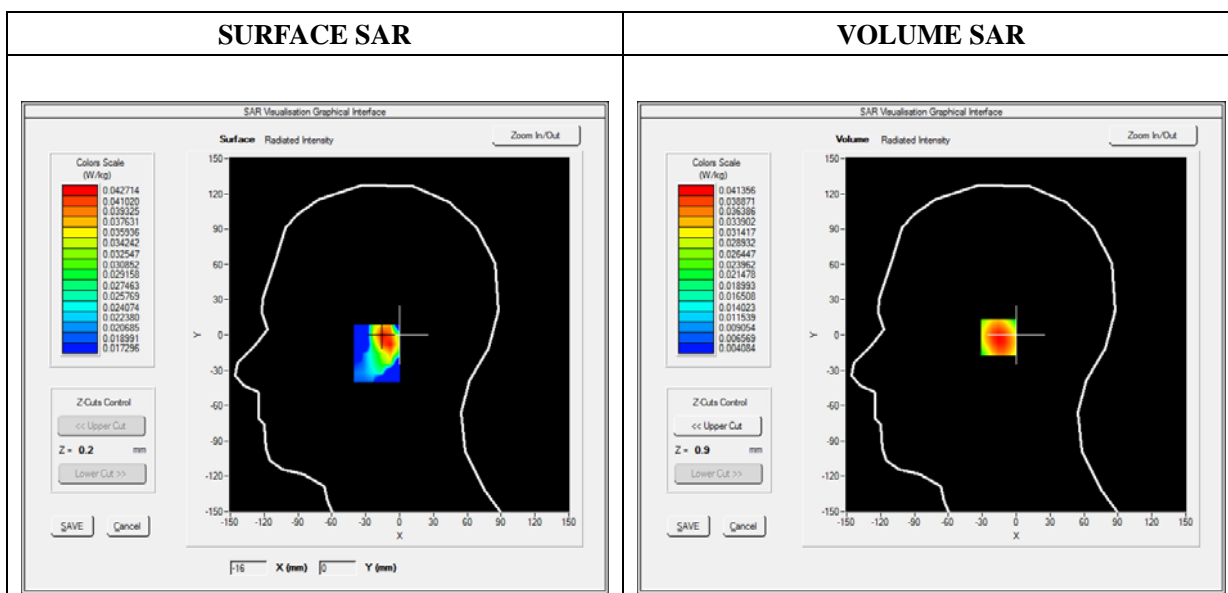 SURFACE SAR
VOLUME SAR
SAR Visualisation Graphical Interface
Surface Radiated Intensity
Zoom In/Out
Colors Scale
(W/kg)
0.042714
0.041020
0.039325
0.037631
0.035936
0.034242
0.032547
0.030852
0.029158
0.027463
0.025769
0.024074
0.022380
0.020685
0.018991
0.017296
Z-Cuts Control
<< Upper Cut
Z = 0.2 mm
Lower Cut >>
SAVE
Cancel
150
120
90
60
30
0
-30
-60
-90
-120
-150
Y
-150 -120 -90 -60 -30 0 30 60 90 120 150
X
-16 X (mm) 0 Y (mm)
SAR Visualisation Graphical Interface
Volume Radiated Intensity
Zoom In/Out
Colors Scale
(W/kg)
0.041356
0.038871
0.036386
0.033902
0.031417
0.028932
0.026447
0.023962
0.021478
0.018993
0.016508
0.014023
0.011539
0.009054
0.006569
0.004084
Z-Cuts Control
<< Upper Cut
Z = 0.9 mm
Lower Cut >>
SAVE
Cancel
150
120
90
60
30
0
-30
-60
-90
-120
-150
Y
-150 -120 -90 -60 -30 0 30 60 90 120 150
X